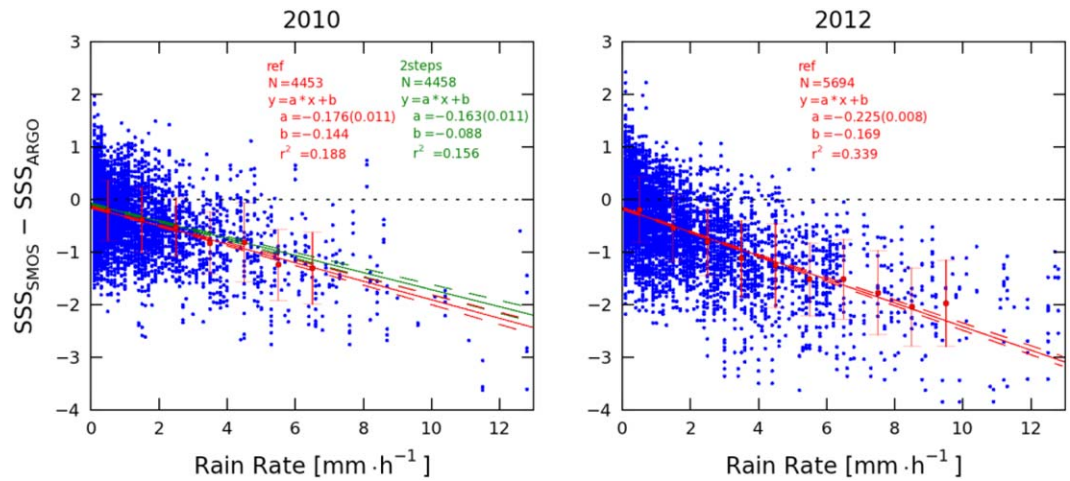 2010
3
2
1
0
−1
−2
−3
−4
SSS_SMOS − SSS_ARGO
ref
N=4453
y=a*x+b
a=−0.176(0.011)
b=−0.144
r² =0.188
2steps
N=4458
y=a*x+b
a=−0.163(0.011)
b=−0.088
r² =0.156
0 2 4 6 8 10 12
Rain Rate [mm·h⁻¹]
2012
3
2
1
0
−1
−2
−3
−4
ref
N=5694
y=a*x+b
a=−0.225(0.008)
b=−0.169
r² =0.339
0 2 4 6 8 10 12
Rain Rate [mm·h⁻¹]